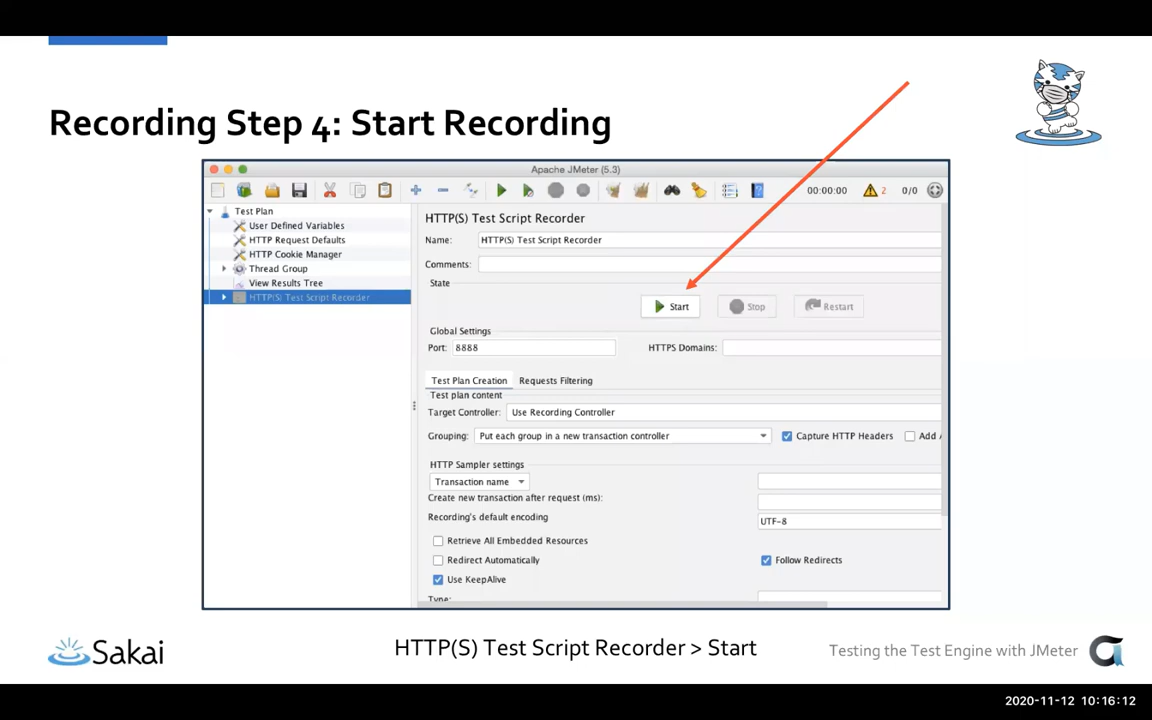 Recording Step 4: Start Recording
Apache JMeter (5.3)
00:00:00 2 0/0
Test Plan
User Defined Variables
HTTP Request Defaults
HTTP Cookie Manager
Thread Group
View Results Tree
HTTP(S) Test Script Recorder
HTTP(S) Test Script Recorder
Name: HTTP(S) Test Script Recorder
Comments:
State
Start Stop Restart
Global Settings
Port: 8888 HTTPS Domains:
Test Plan Creation Requests Filtering
Test plan content
Target Controller: Use Recording Controller
Grouping: Put each group in a new transaction controller Capture HTTP Headers Add
HTTP Sampler settings
Transaction name
Create new transaction after request (ms):
Recording's default encoding UTF-8
Retrieve All Embedded Resources
Redirect Automatically Follow Redirects
Use KeepAlive
Type:
Sakai HTTP(S) Test Script Recorder > Start Testing the Test Engine with JMeter
2020-11-12 10:16:12